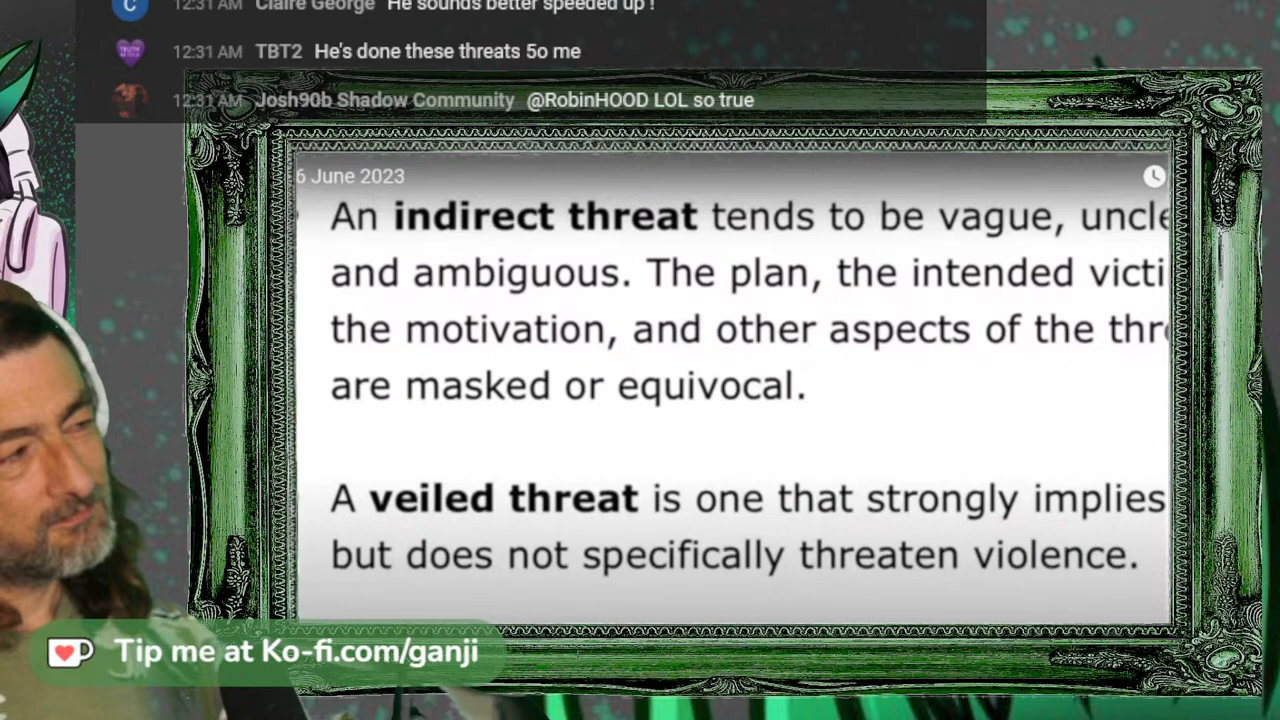 C 12:31 AM Claire George He sounds better speeded up !
12:31 AM TBT2 He's done these threats 5o me
12:31 AM Josh90b Shadow Community @RobinHOOD LOL so true
6 June 2023
An indirect threat tends to be vague, uncle
and ambiguous. The plan, the intended victi
the motivation, and other aspects of the thr
are masked or equivocal.
A veiled threat is one that strongly implies
but does not specifically threaten violence.
Tip me at Ko-fi.com/ganji